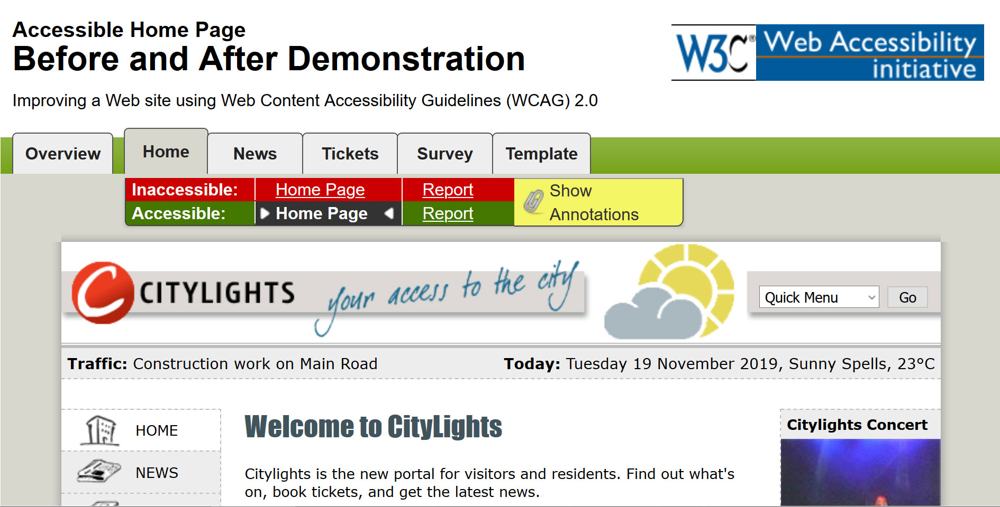 Accessible Home Page
Before and After Demonstration
W3C® Web Accessibility
initiative
Improving a Web site using Web Content Accessibility Guidelines (WCAG) 2.0
Overview Home News Tickets Survey Template
Inaccessible: Home Page Report
Accessible: Home Page Report
Show
Annotations
CITYLIGHTS your access to the city
Quick Menu Go
Traffic: Construction work on Main Road
Today: Tuesday 19 November 2019, Sunny Spells, 23°C
HOME
NEWS
Welcome to CityLights
Citylights is the new portal for visitors and residents. Find out what's
on, book tickets, and get the latest news.
Citylights Concert